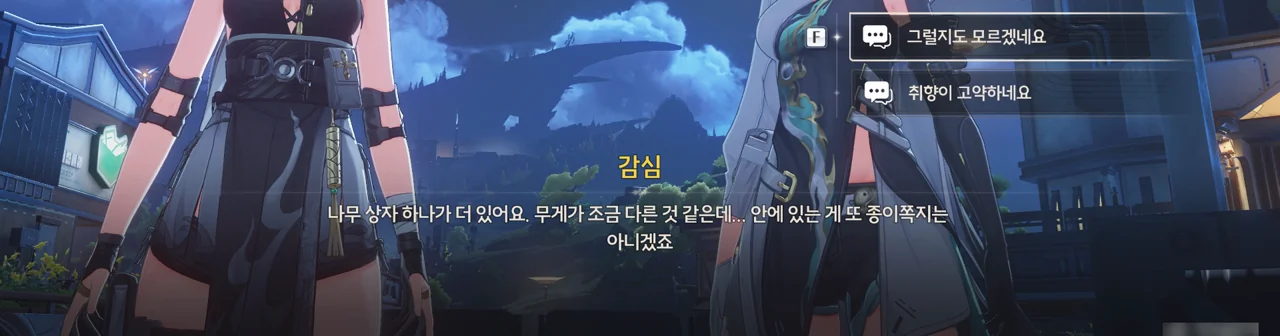 F
그럴지도 모르겠네요
취향이 고약하네요
감심
나무 상자 하나가 더 있어요. 무게가 조금 다른 것 같은데... 안에 있는 게 또 종이쪽지는
아니겠죠